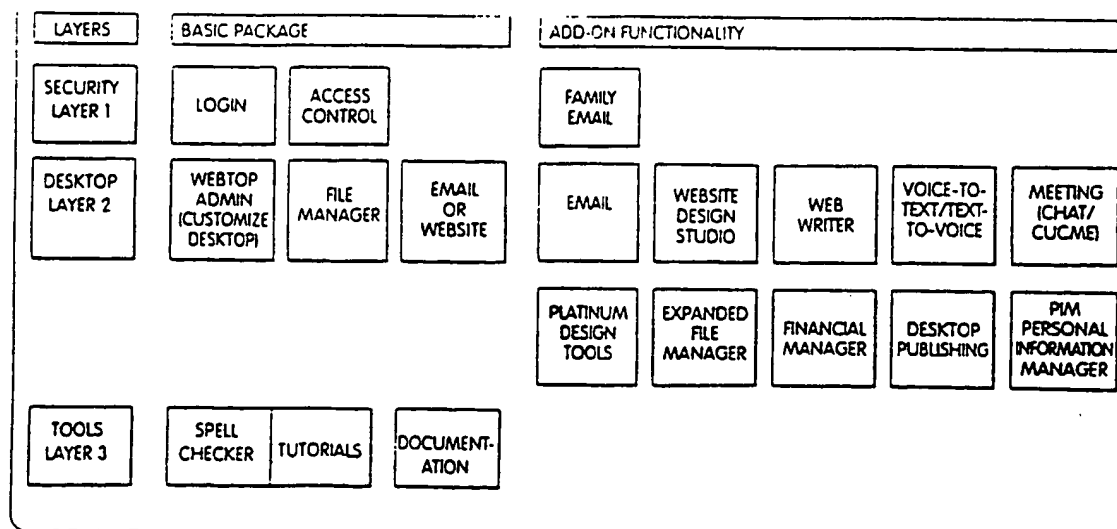 LAYERS
BASIC PACKAGE
ADD-ON FUNCTIONALITY
SECURITY
LAYER 1
LOGIN
ACCESS
CONTROL
FAMILY
EMAIL
DESKTOP
LAYER 2
WEBTOP
ADMIN
(CUSTOMIZE
DESKTOP)
FILE
MANAGER
EMAIL
OR
WEBSITE
EMAIL
WEBSITE
DESIGN
STUDIO
WEB
WRITER
VOICE-TO-
TEXT/TEXT-
TO-VOICE
MEETING
(CHAT/
CUCME)
PLATINUM
DESIGN
TOOLS
EXPANDED
FILE
MANAGER
FINANCIAL
MANAGER
DESKTOP
PUBLISHING
PIM
PERSONAL
INFORMATION
MANAGER
TOOLS
LAYER 3
SPELL
CHECKER
TUTORIALS
DOCUMENT-
ATION